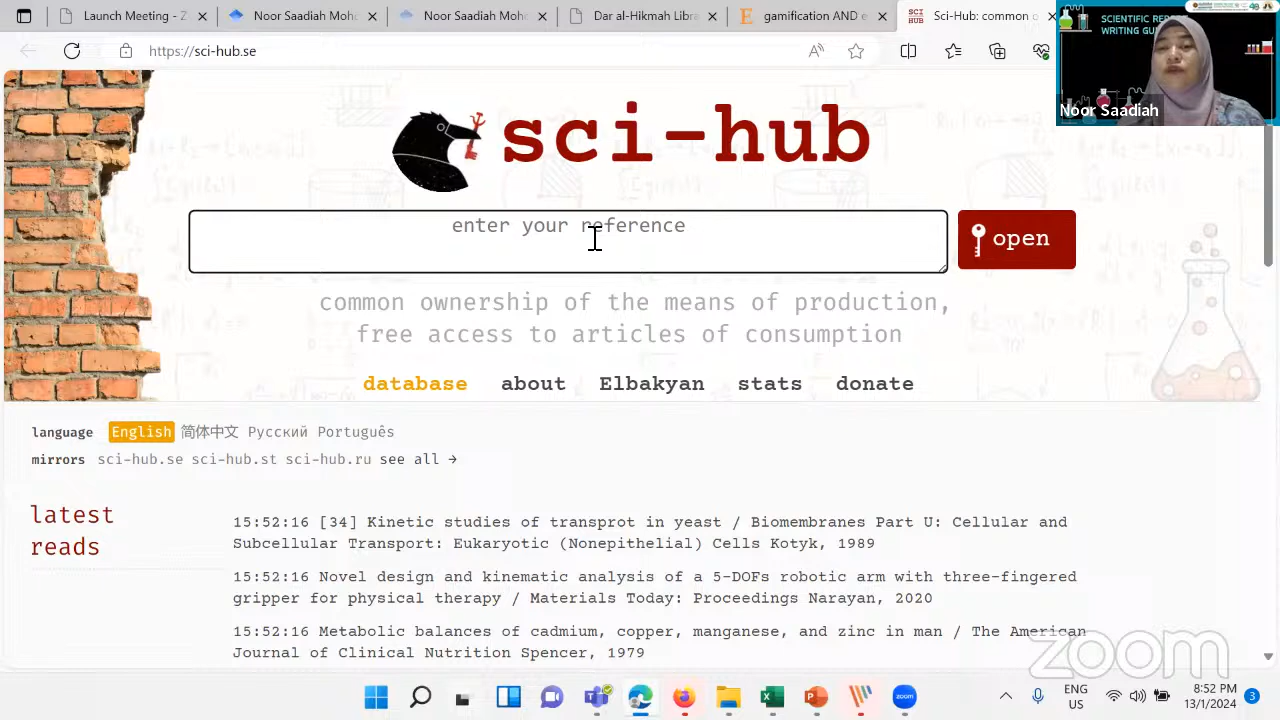 Launch Meeting - Z
Noor Saadiah Mo
Noor Saadi
Dar al-Hikmah Libr
gamification AND
Sci-Hub: common o
https://sci-hub.se
SCIENTIFIC REPORT
Noor Saadiah
sci-hub
enter your reference
open
common ownership of the means of production,
free access to articles of consumption
database about Elbakyan stats donate
language English 简体中文 Русский Português
mirrors sci-hub.se sci-hub.st sci-hub.ru see all →
latest
reads
15:52:16 [34] Kinetic studies of transprot in yeast / Biomembranes Part U: Cellular and
Subcellular Transport: Eukaryotic (Nonepithelial) Cells Kotyk, 1989
15:52:16 Novel design and kinematic analysis of a 5-DOFs robotic arm with three-fingered
gripper for physical therapy / Materials Today: Proceedings Narayan, 2020
15:52:16 Metabolic balances of cadmium, copper, manganese, and zinc in man / The American
Journal of Clinical Nutrition Spencer, 1979
zoom
zoom
ENG
US
8:52 PM
13/1/2024
3